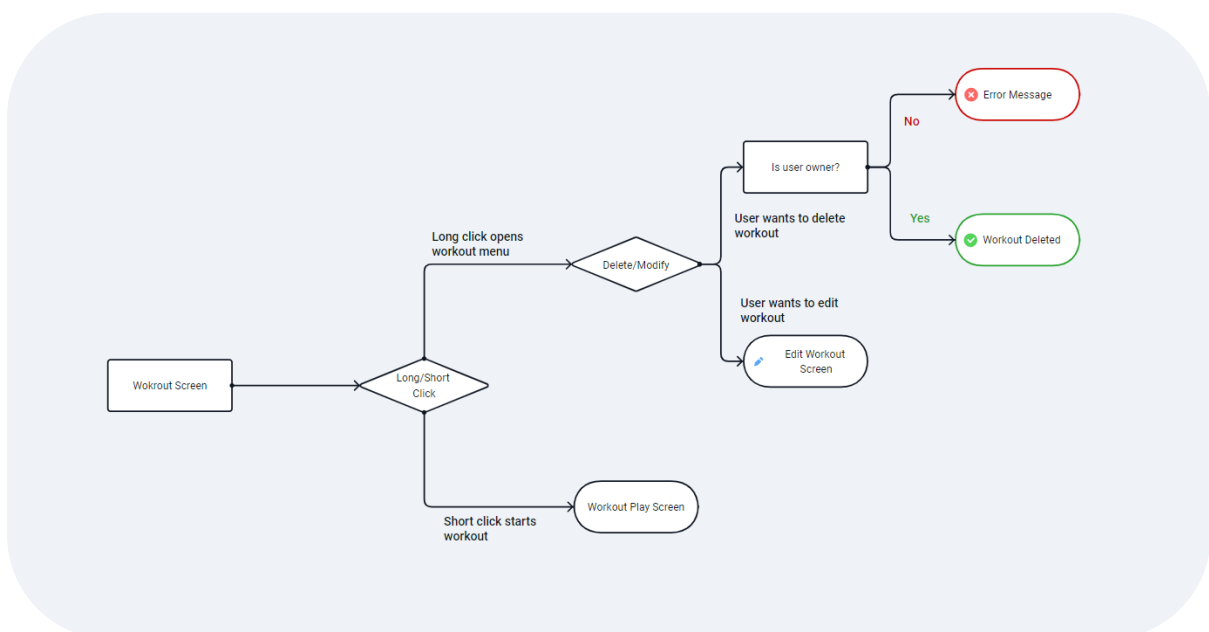 Error Message
No
Is user owner?
User wants to delete
workout
Yes
Workout Deleted
Long click opens
workout menu
Delete/Modify
User wants to edit
workout
Edit Workout
Screen
Wokrout Screen
Long/Short
Click
Workout Play Screen
Short click starts
workout